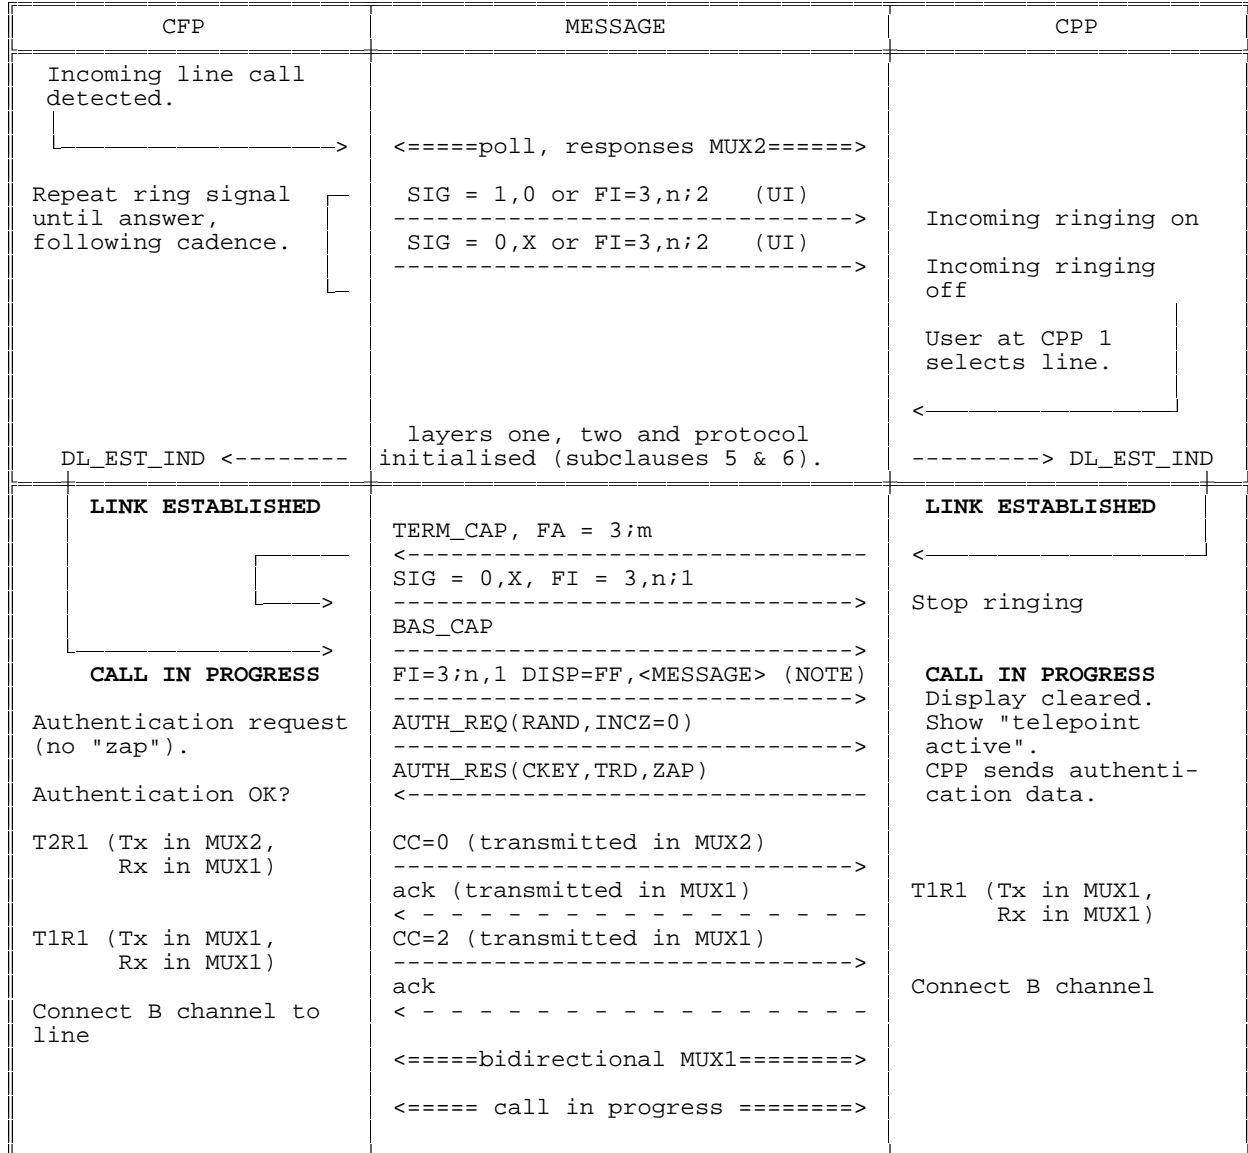 CFP MESSAGE CPP
Incoming line call
detected.
<=====poll, responses MUX2======>
Repeat ring signal SIG = 1,0 or FI=3,n;2 (UI)
until answer, --------------------------------> Incoming ringing on
following cadence. SIG = 0,X or FI=3,n;2 (UI)
--------------------------------> Incoming ringing
off
User at CPP 1
selects line.
layers one, two and protocol
DL_EST_IND <-------- initialised (subclauses 5 & 6). ---------> DL_EST_IND
LINK ESTABLISHED LINK ESTABLISHED
TERM_CAP, FA = 3;m
<--------------------------------
SIG = 0,X, FI = 3,n;1
--------------------------------> Stop ringing
BAS_CAP
-------------------------------->
CALL IN PROGRESS FI=3;n,1 DISP=FF,<MESSAGE> (NOTE) CALL IN PROGRESS
--------------------------------> Display cleared.
Authentication request AUTH_REQ(RAND,INCZ=0) Show "telepoint
(no "zap"). --------------------------------> active".
AUTH_RES(CKEY,TRD,ZAP) CPP sends authenti-
Authentication OK? <-------------------------------- cation data.
T2R1 (Tx in MUX2, CC=0 (transmitted in MUX2)
Rx in MUX1) -------------------------------->
ack (transmitted in MUX1) T1R1 (Tx in MUX1,
< - - - - - - - - - - - - - - - - Rx in MUX1)
T1R1 (Tx in MUX1, CC=2 (transmitted in MUX1)
Rx in MUX1) -------------------------------->
ack Connect B channel
Connect B channel to < - - - - - - - - - - - - - - - -
line
<=====bidirectional MUX1========>
<===== call in progress ========>